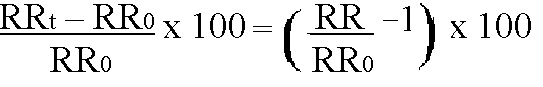 RRt – RR0 x 100 = ( RR –1 ) x 100
RR0 RR0